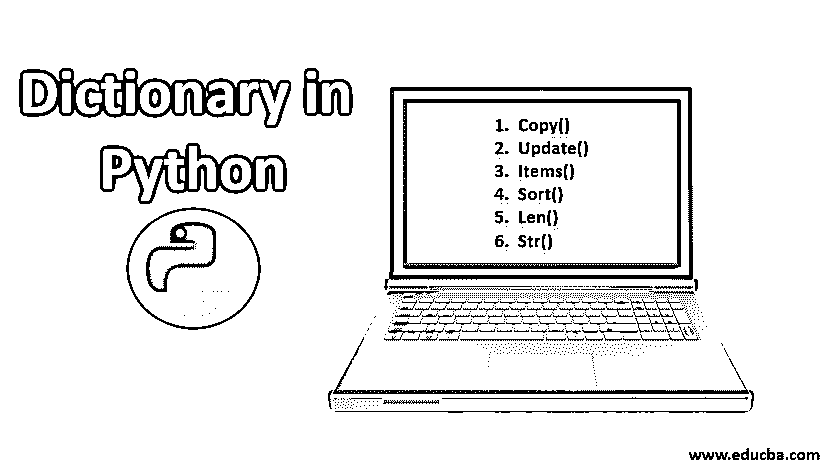 Dictionary in
Python
1. Copy()
2. Update()
3. Items()
4. Sort()
5. Len()
6. Str()
www.educba.com